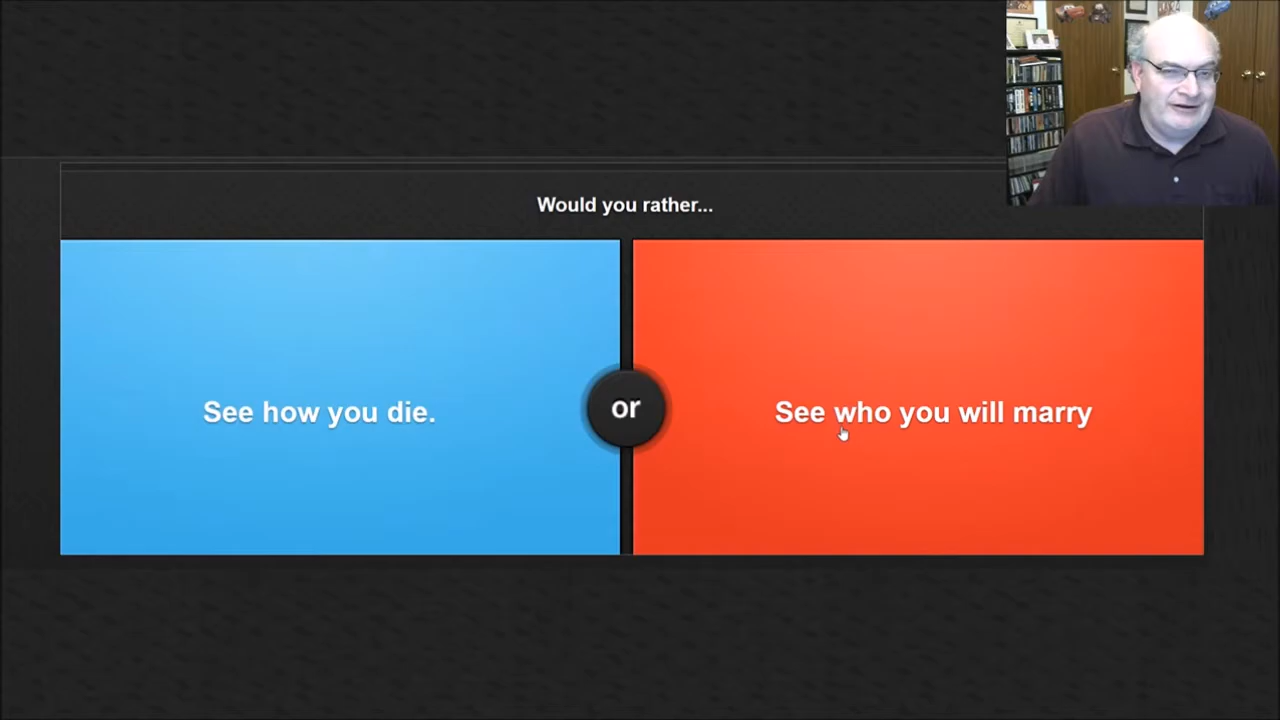 Would you rather...
See how you die.
or
See who you will marry